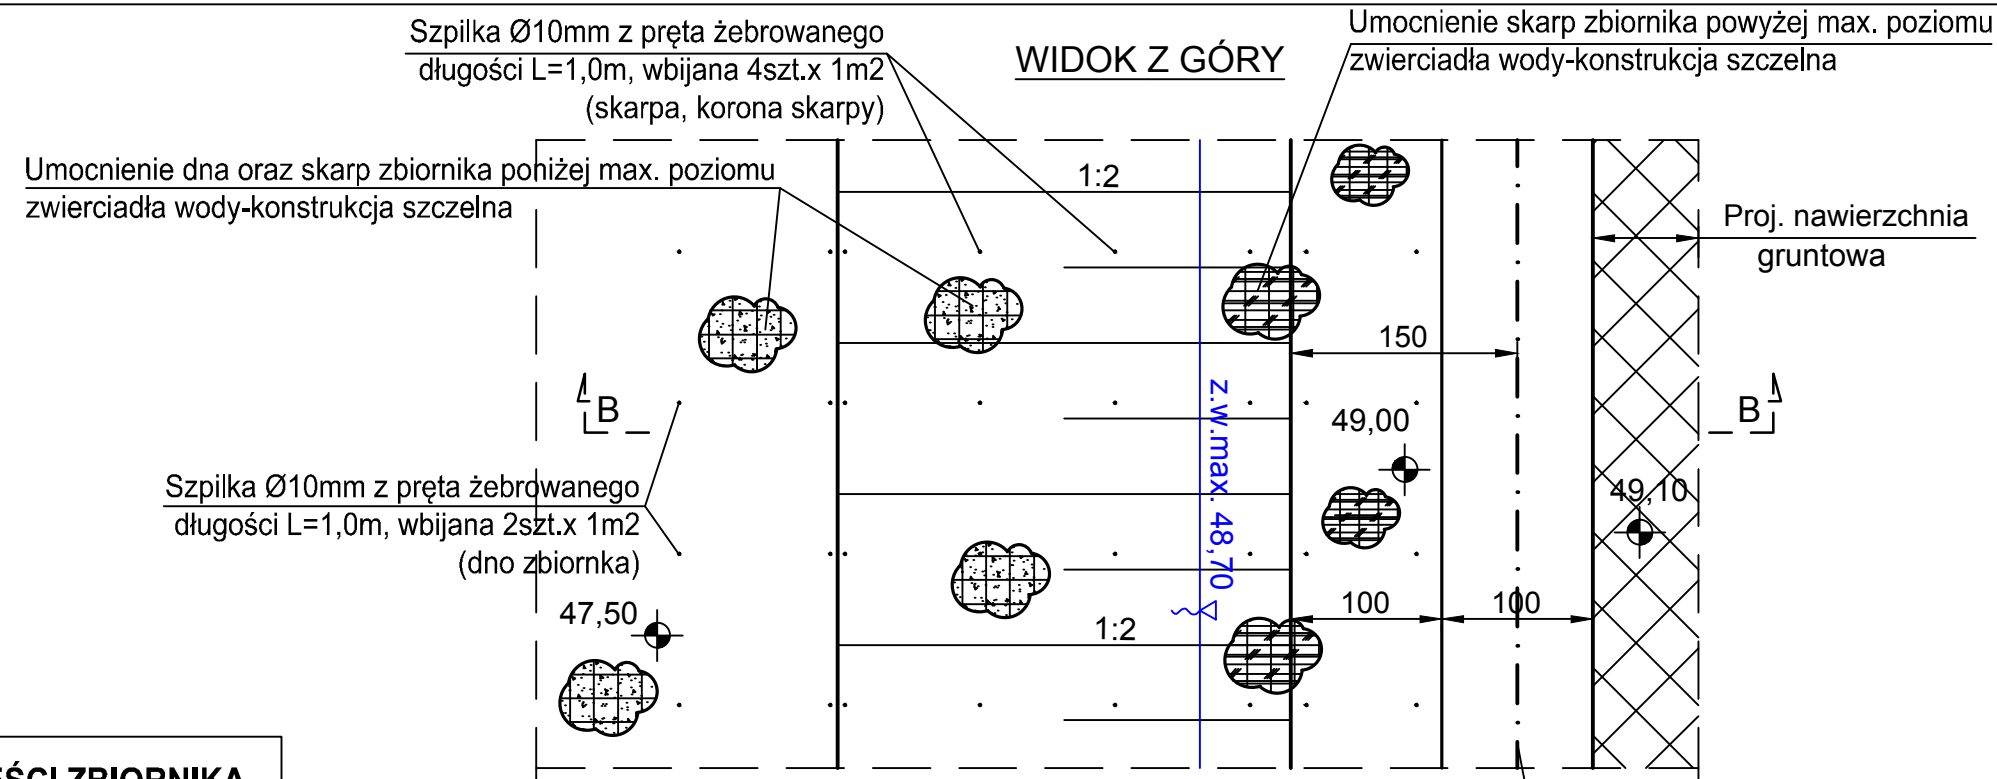 Szpilka Ø10mm z pręta żebrowanego
długości L=1,0m, wbijana 4szt.x 1m2
(skarpa, korona skarpy)
WIDOK Z GÓRY
Umocnienie skarp zbiornika powyżej max. poziomu
zwierciadła wody-konstrukcja szczelna
Umocnienie dna oraz skarp zbiornika poniżej max. poziomu
zwierciadła wody-konstrukcja szczelna
1:2
Proj. nawierzchnia
gruntowa
150
B
B
z.w.max. 48,70
49,00
49,10
Szpilka Ø10mm z pręta żebrowanego
długości L=1,0m, wbijana 2szt.x 1m2
(dno zbiornka)
47,50
1:2
100
100
ZBIORNIKA